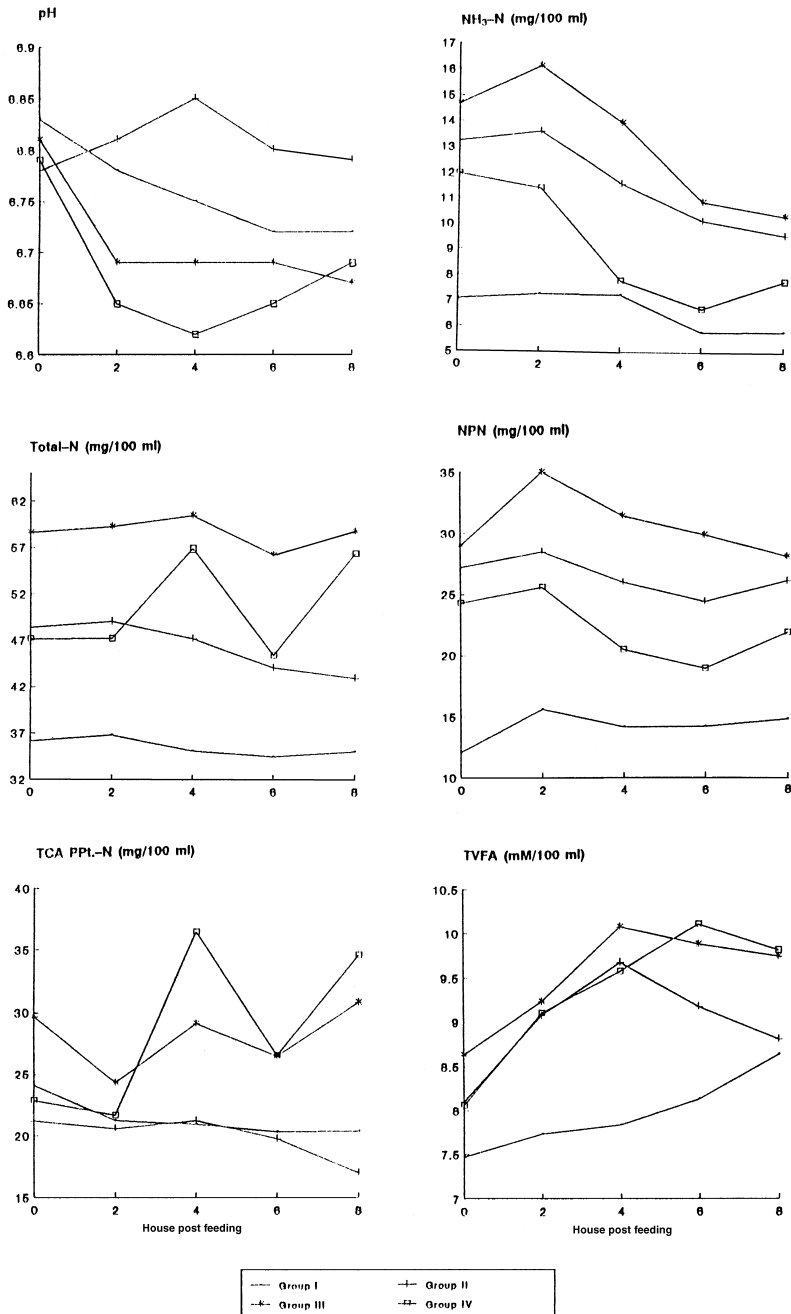 pH
6.9
6.85
6.8
6.75
6.7
6.65
6.6
0 2 4 6 8
NH₃-N (mg/100 ml)
17
16
15
14
13
12
11
10
9
8
7
6
5
0 2 4 6 8
Total-N (mg/100 ml)
62
57
52
47
42
37
32
0 2 4 6 8
NPN (mg/100 ml)
35
30
25
20
15
10
0 2 4 6 8
TCA PPt.-N (mg/100 ml)
40
35
30
25
20
15
0 2 4 6 8
House post feeding
TVFA (mM/100 ml)
10.5
10
9.5
9
8.5
8
7.5
7
0 2 4 6 8
House post feeding
Group I
Group II
Group III
Group IV